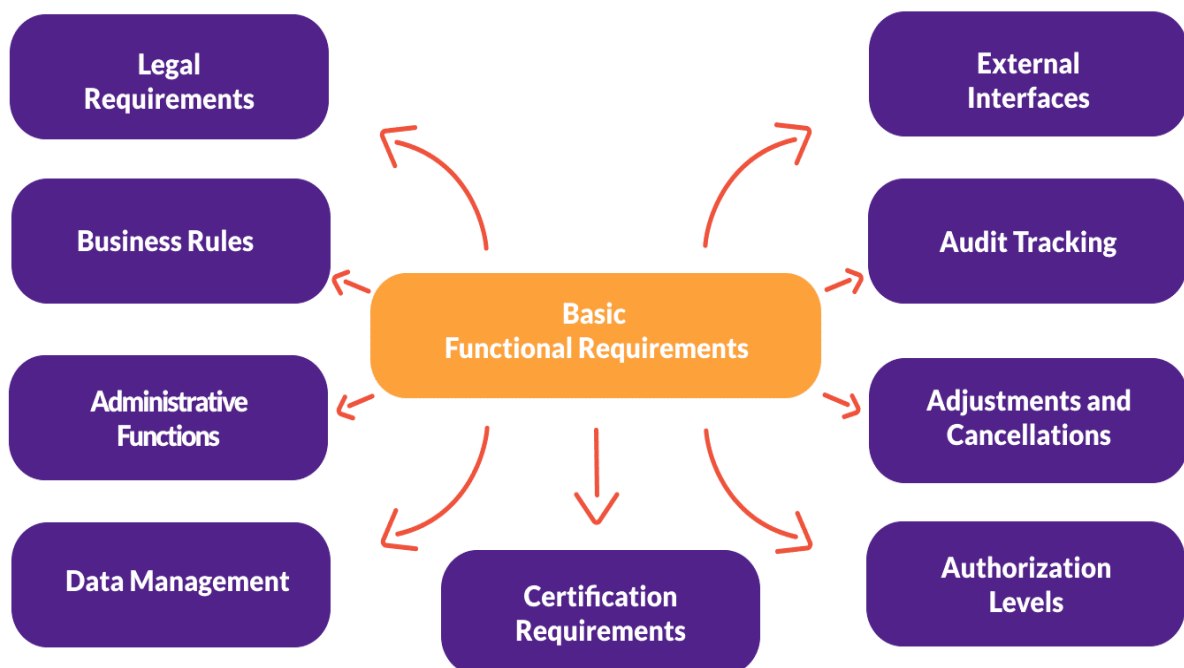 Legal
Requirements
External
Interfaces
Business Rules
Audit Tracking
Basic
Functional Requirements
Administrative
Functions
Adjustments and
Cancellations
Data Management
Certification
Requirements
Authorization
Levels